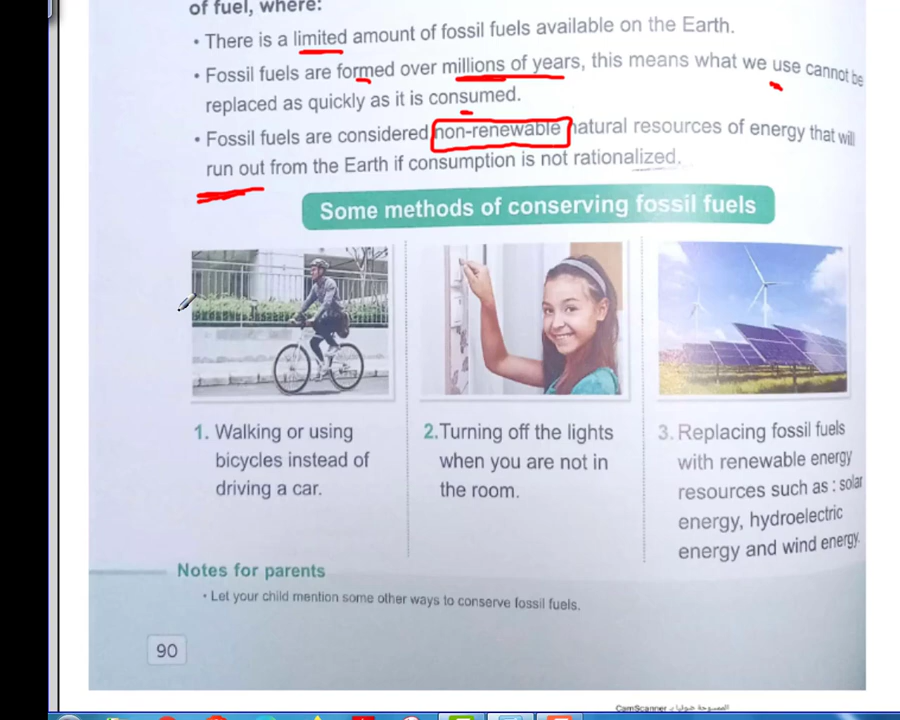 of fuel, where:
• There is a limited amount of fossil fuels available on the Earth.
• Fossil fuels are formed over millions of years, this means what we use cannot be
replaced as quickly as it is consumed.
• Fossil fuels are considered non-renewable natural resources of energy that will
run out from the Earth if consumption is not rationalized.
Some methods of conserving fossil fuels
1. Walking or using
bicycles instead of
driving a car.
2.Turning off the lights
when you are not in
the room.
3. Replacing fossil fuels
with renewable energy
resources such as : solar
energy, hydroelectric
energy and wind energy.
Notes for parents
• Let your child mention some other ways to conserve fossil fuels.
90
الممسوحة ضوئيا بـ CamScanner